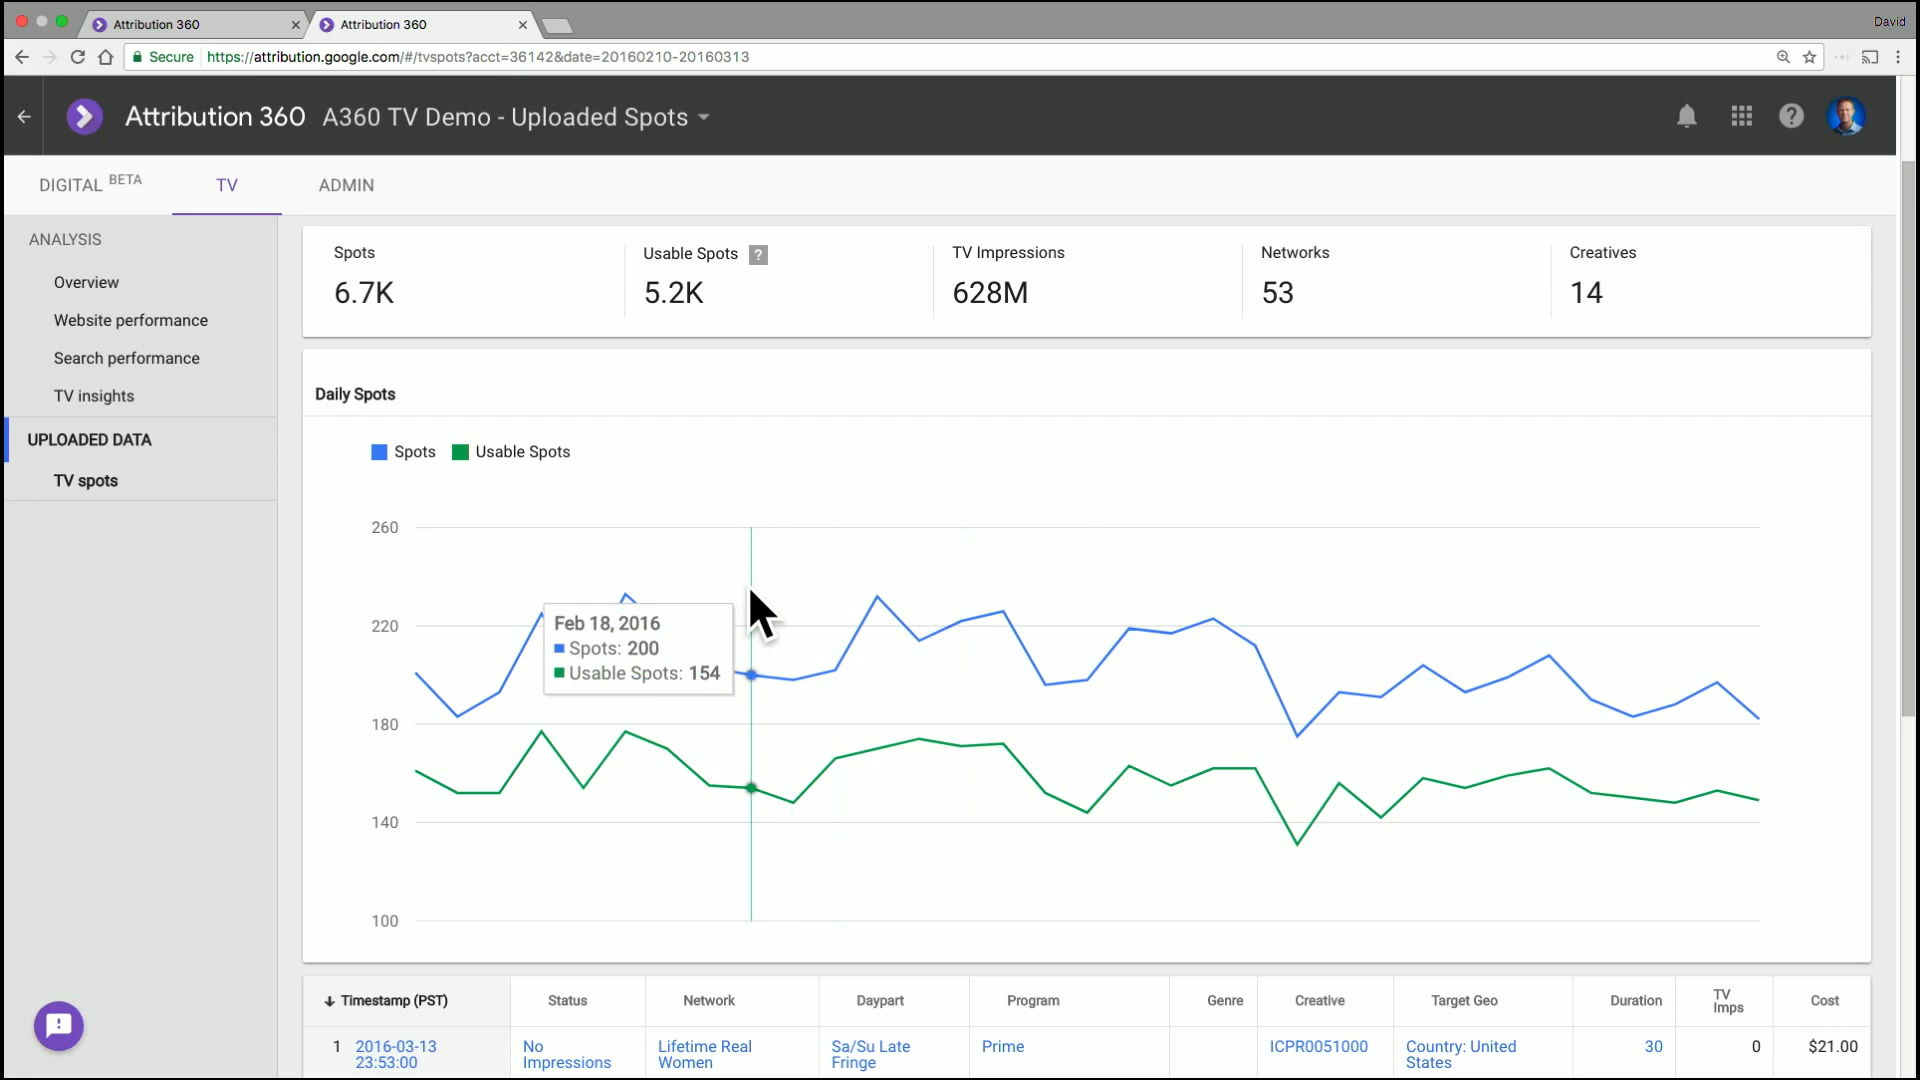 Attribution 360
Attribution 360
David
Secure https://attribution.google.com/#/tvspots?acct=36142&date=20160210-20160313
Attribution 360 A360 TV Demo - Uploaded Spots
DIGITAL BETA
TV
ADMIN
ANALYSIS
Overview
Website performance
Search performance
TV insights
UPLOADED DATA
TV spots
Spots
6.7K
Usable Spots ?
5.2K
TV Impressions
628M
Networks
53
Creatives
14
Daily Spots
Spots Usable Spots
260
220
180
140
100
Feb 18, 2016
Spots: 200
Usable Spots: 154
Timestamp (PST) Status Network Daypart Program Genre Creative Target Geo Duration TV Imps Cost
1 2016-03-13 23:53:00 No Impressions Lifetime Real Women Sa/Su Late Fringe Prime ICPR0051000 Country: United States 30 0 $21.00